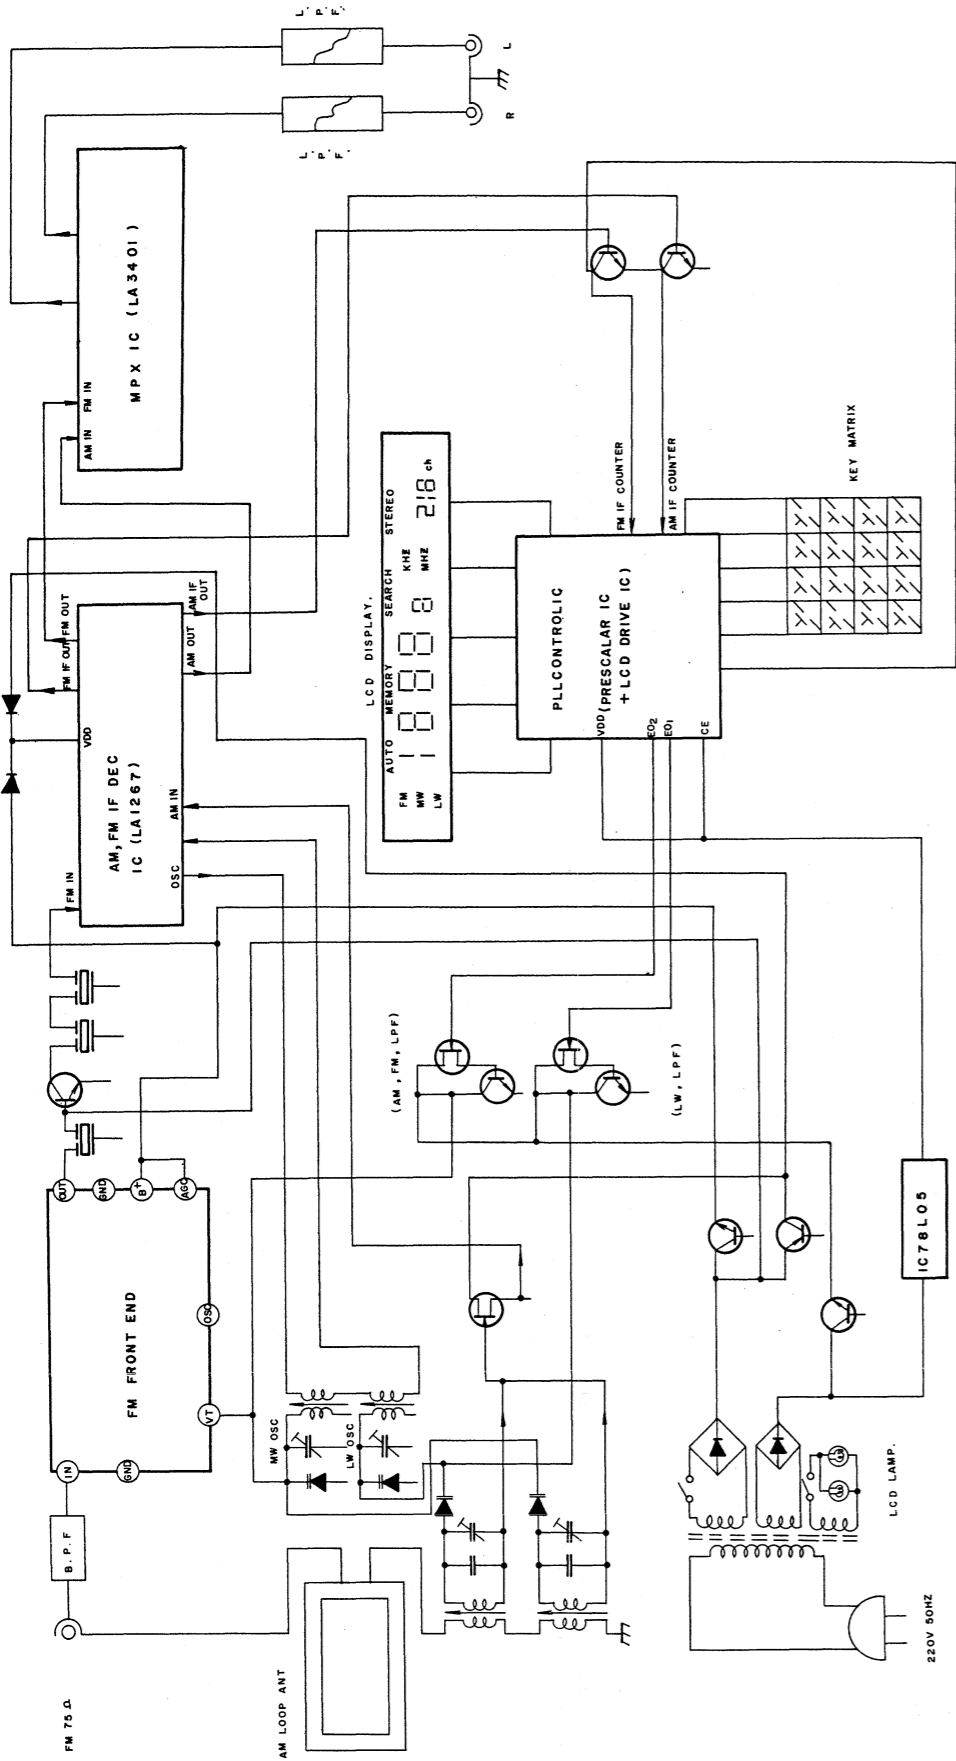 FM 75 Ω
B.P.F
IN
GND
FM FRONT END
VT
OSC
OUT
GND
B+
AGC
AM LOOP ANT
MW OSC
LW OSC
FM IN
AM, FM IF DEC
IC (LA1267)
OSC
AM IN
VDD
FM IF OUT
FM OUT
AM OUT
AM IF
OUT
AM IN
FM IN
MPX IC (LA3401)
L.P.F.
L.P.F.
L
R
LCD DISPLAY.
AUTO MEMORY SEARCH STEREO
FM
MW
LW
1888 8
KHZ
MHZ
218 ch
PLLCONTROLIC
(PRESCALAR IC
+LCD DRIVE IC)
VDD
EO2
EO1
CE
FM IF COUNTER
AM IF COUNTER
KEY MATRIX
(AM, FM, LPF)
(LW, LPF)
IC78L05
LCD LAMP.
220V 50HZ